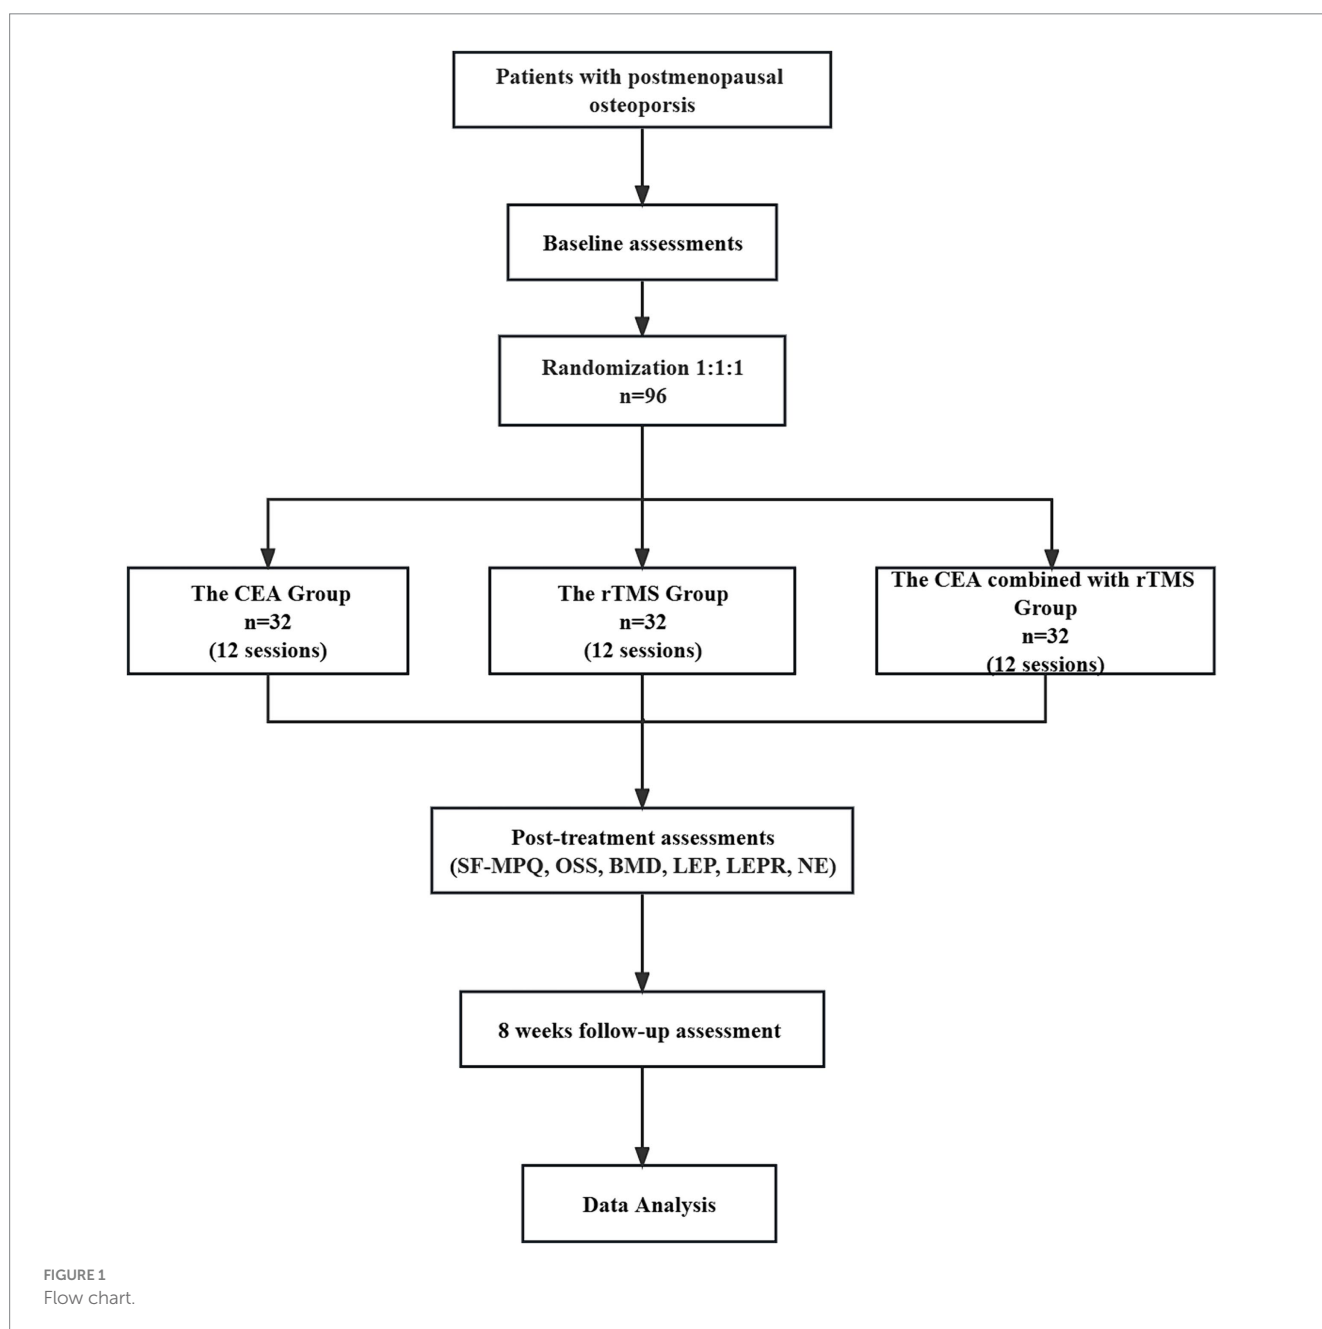 Patients with postmenopausal
osteoporsis
Baseline assessments
Randomization 1:1:1
n=96
The CEA Group
n=32
(12 sessions)
The rTMS Group
n=32
(12 sessions)
The CEA combined with rTMS
Group
n=32
(12 sessions)
Post-treatment assessments
(SF-MPQ, OSS, BMD, LEP, LEPR, NE)
8 weeks follow-up assessment
Data Analysis
FIGURE 1
Flow chart.